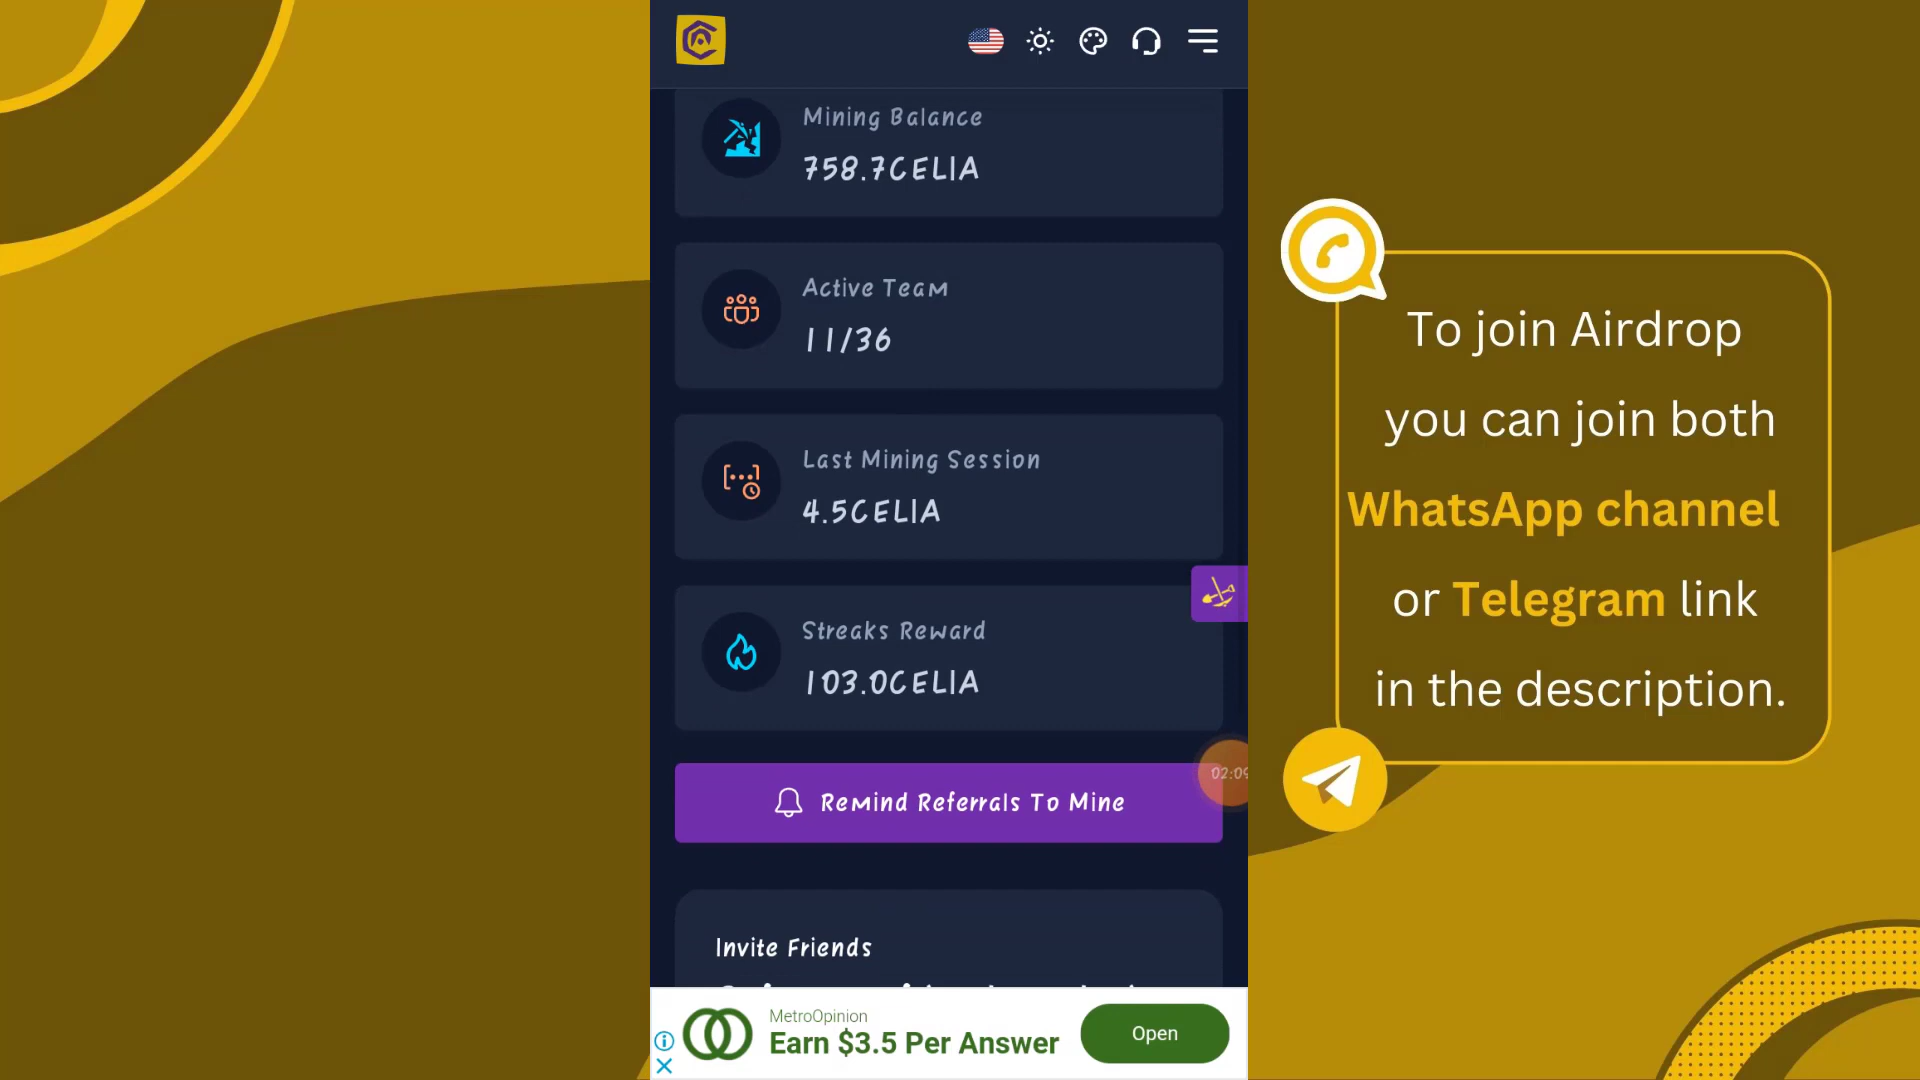 Mining Balance
758.7CELIA
Active Team
11/36
Last Mining Session
4.5CELIA
Streaks Reward
103.0CELIA
02:09
Remind Referrals To Mine
Invite Friends
MetroOpinion
Earn $3.5 Per Answer
Open
To join Airdrop
you can join both
WhatsApp channel
or Telegram link
in the description.